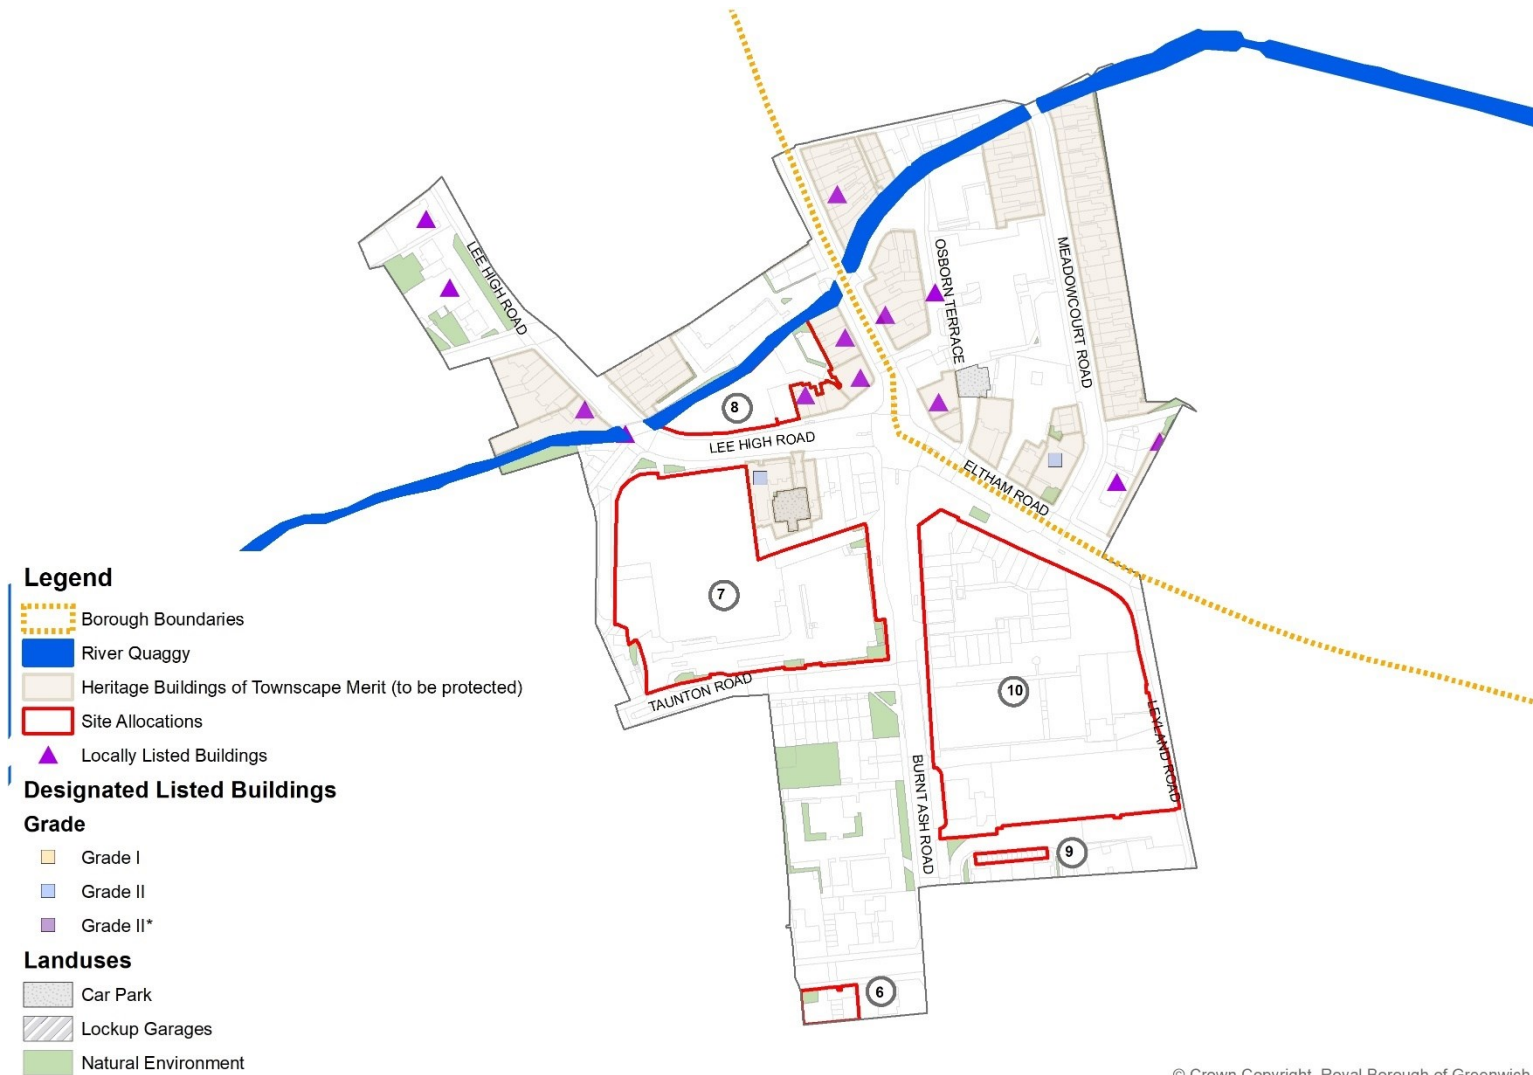 LEE HIGH ROAD
OSBORN TERRACE
MEADOWCOURT ROAD
8
LEE HIGH ROAD
ELTHAM ROAD
7
10
TAUNTON ROAD
LEYLAND ROAD
BURNT ASH ROAD
9
6
Legend
Borough Boundaries
River Quaggy
Heritage Buildings of Townscape Merit (to be protected)
Site Allocations
Locally Listed Buildings
Designated Listed Buildings
Grade
Grade I
Grade II
Grade II*
Landuses
Car Park
Lockup Garages
Natural Environment
© Crown Copyright, Royal Borough of Greenwich